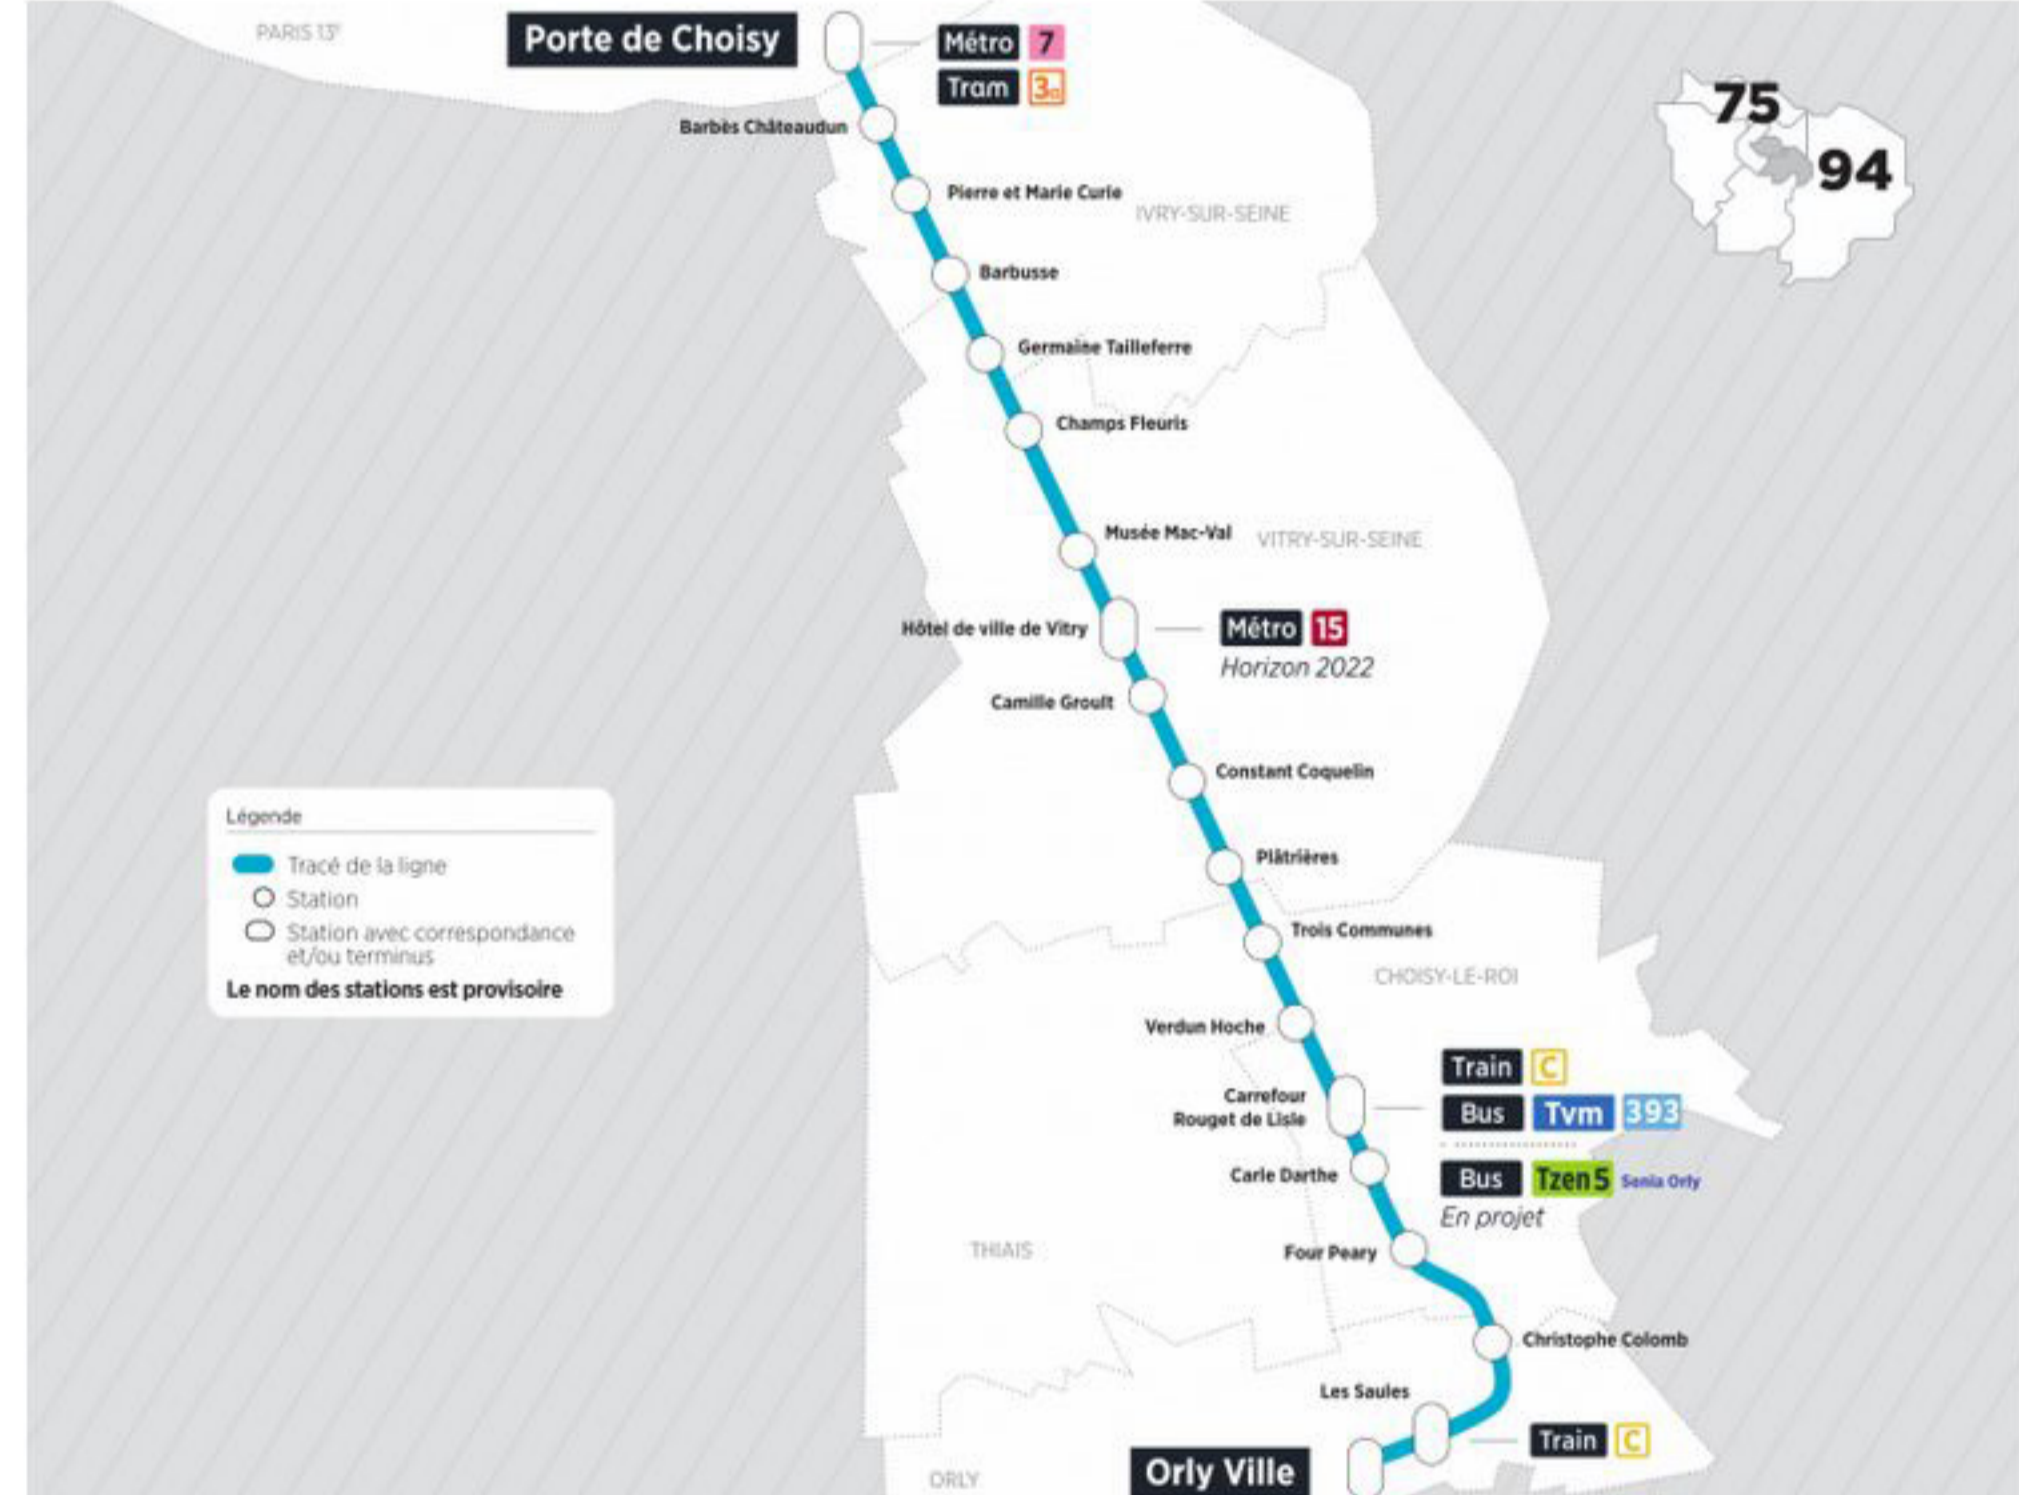 PARIS 13e
Porte de Choisy
Métro 7
Tram 3a
75
94
Barbès Châteaudun
Pierre et Marie Curie
IVRY-SUR-SEINE
Barbusse
Germaine Tailleferre
Champs Fleuris
Musée Mac-Val
VITRY-SUR-SEINE
Hôtel de ville de Vitry
Métro 15
Horizon 2022
Camille Groult
Constant Coquelin
Plâtrières
Légende
Tracé de la ligne
Station
Station avec correspondance
et/ou terminus
Le nom des stations est provisoire
Trois Communes
CHOISY-LE-ROI
Verdun Hoche
Train C
Carrefour
Rouget de Lisle
Bus Tvm 393
Carle Darthe
Bus Tzen 5 Senia Orly
En projet
THIAIS
Four Peary
Christophe Colomb
Les Saules
Train C
Orly Ville
ORLY